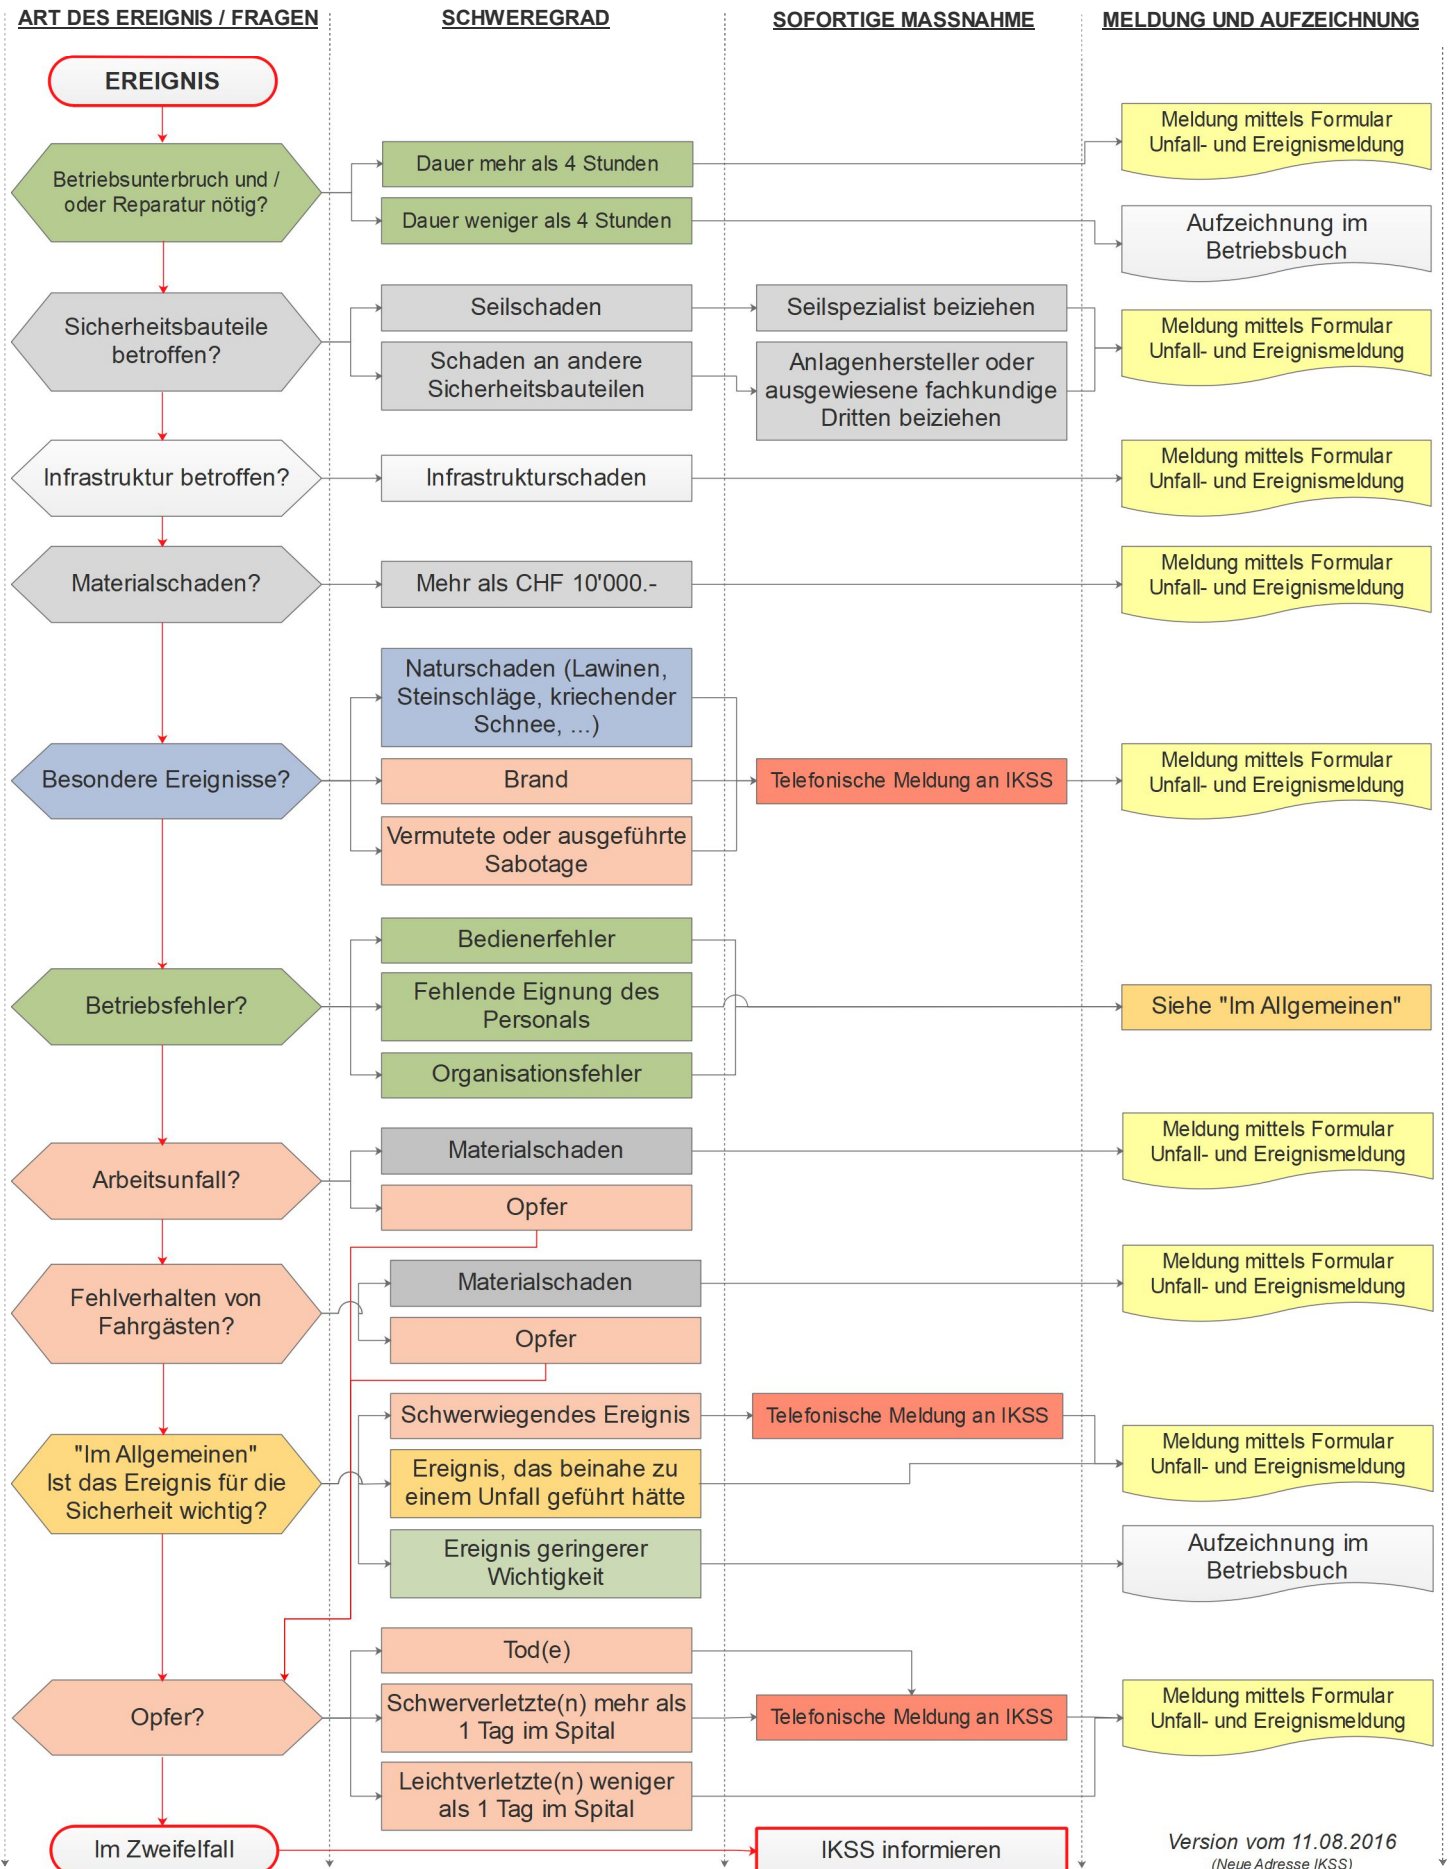 ART DES EREIGNIS / FRAGEN
SCHWEREGRAD
SOFORTIGE MASSNAHME
MELDUNG UND AUFZEICHNUNG
EREIGNIS
Betriebsunterbruch und /
oder Reparatur nötig?
Dauer mehr als 4 Stunden
Meldung mittels Formular
Unfall- und Ereignismeldung
Dauer weniger als 4 Stunden
Aufzeichnung im
Betriebsbuch
Sicherheitsbauteile
betroffen?
Seilschaden
Seilspezialist beiziehen
Schaden an andere
Sicherheitsbauteilen
Anlagenhersteller oder
ausgewiesene fachkundige
Dritten beiziehen
Meldung mittels Formular
Unfall- und Ereignismeldung
Infrastruktur betroffen?
Infrastrukturschaden
Meldung mittels Formular
Unfall- und Ereignismeldung
Materialschaden?
Mehr als CHF 10'000.-
Meldung mittels Formular
Unfall- und Ereignismeldung
Besondere Ereignisse?
Naturschaden (Lawinen,
Steinschläge, kriechender
Schnee, ...)
Brand
Vermutete oder ausgeführte
Sabotage
Telefonische Meldung an IKSS
Meldung mittels Formular
Unfall- und Ereignismeldung
Betriebsfehler?
Bedienerfehler
Fehlende Eignung des
Personals
Organisationsfehler
Siehe "Im Allgemeinen"
Arbeitsunfall?
Materialschaden
Opfer
Meldung mittels Formular
Unfall- und Ereignismeldung
Fehlverhalten von
Fahrgästen?
Materialschaden
Opfer
Meldung mittels Formular
Unfall- und Ereignismeldung
"Im Allgemeinen"
Ist das Ereignis für die
Sicherheit wichtig?
Schwerwiegendes Ereignis
Telefonische Meldung an IKSS
Ereignis, das beinahe zu
einem Unfall geführt hätte
Meldung mittels Formular
Unfall- und Ereignismeldung
Ereignis geringerer
Wichtigkeit
Aufzeichnung im
Betriebsbuch
Opfer?
Tod(e)
Schwerverletzte(n) mehr als
1 Tag im Spital
Leichtverletzte(n) weniger
als 1 Tag im Spital
Telefonische Meldung an IKSS
Meldung mittels Formular
Unfall- und Ereignismeldung
Im Zweifelfall
IKSS informieren
Version vom 11.08.2016
(Neue Adresse IKSS)